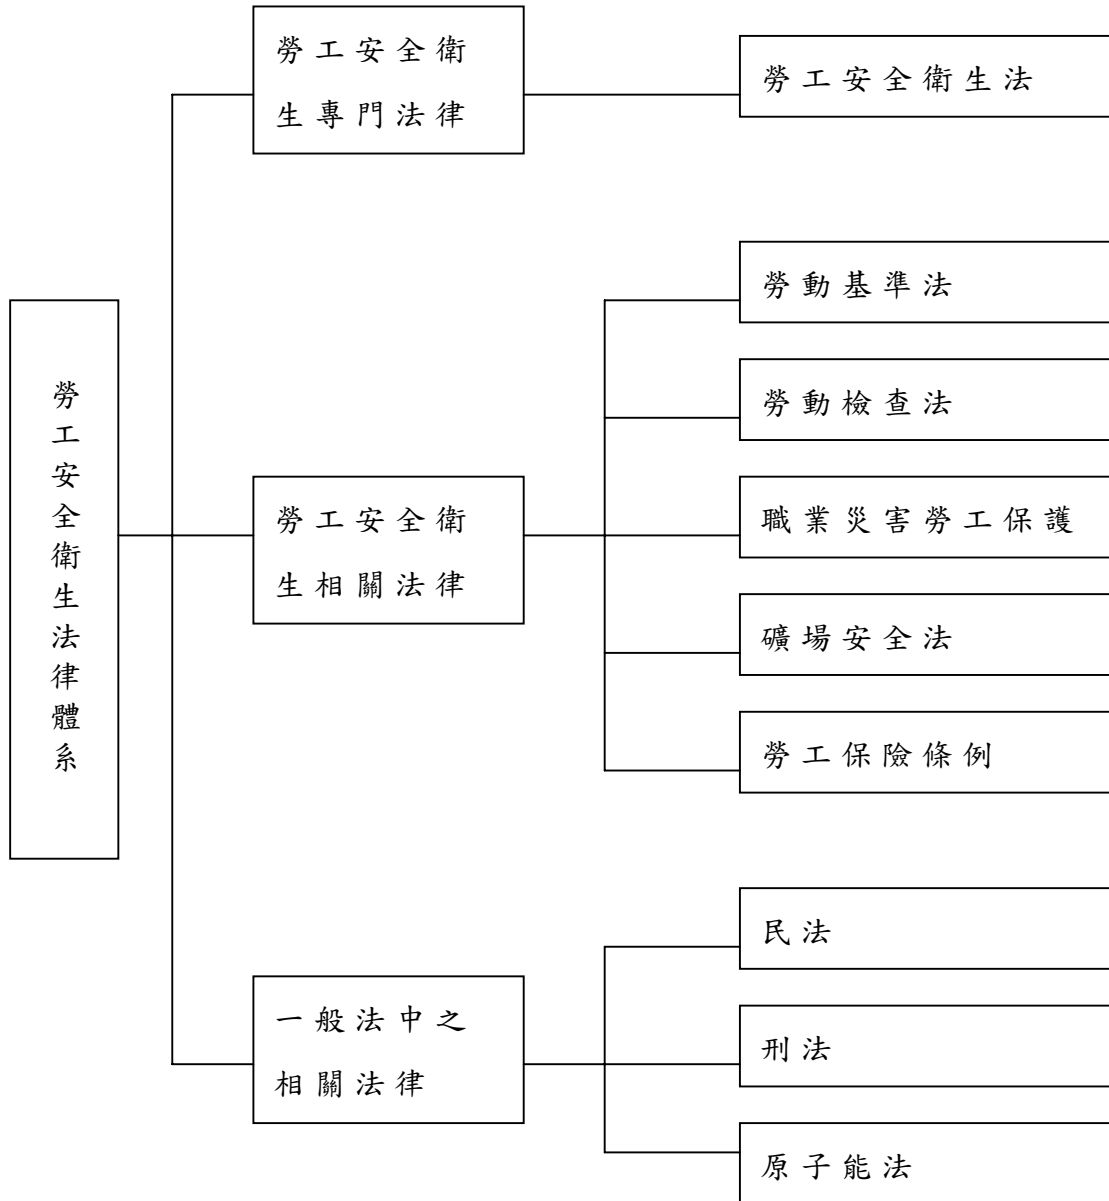 勞工安全衛生法律體系
勞工安全衛
生專門法律
勞工安全衛生法
勞工安全衛
生相關法律
勞動基準法
勞動檢查法
職業災害勞工保護
礦場安全法
勞工保險條例
一般法中之
相關法律
民法
刑法
原子能法